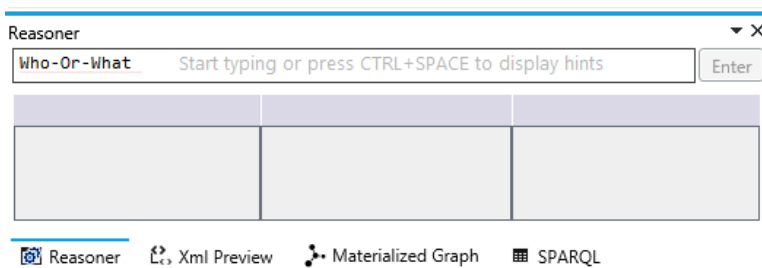 Reasoner
Who-Or-What Start typing or press CTRL+SPACE to display hints Enter
Reasoner Xml Preview Materialized Graph SPARQL